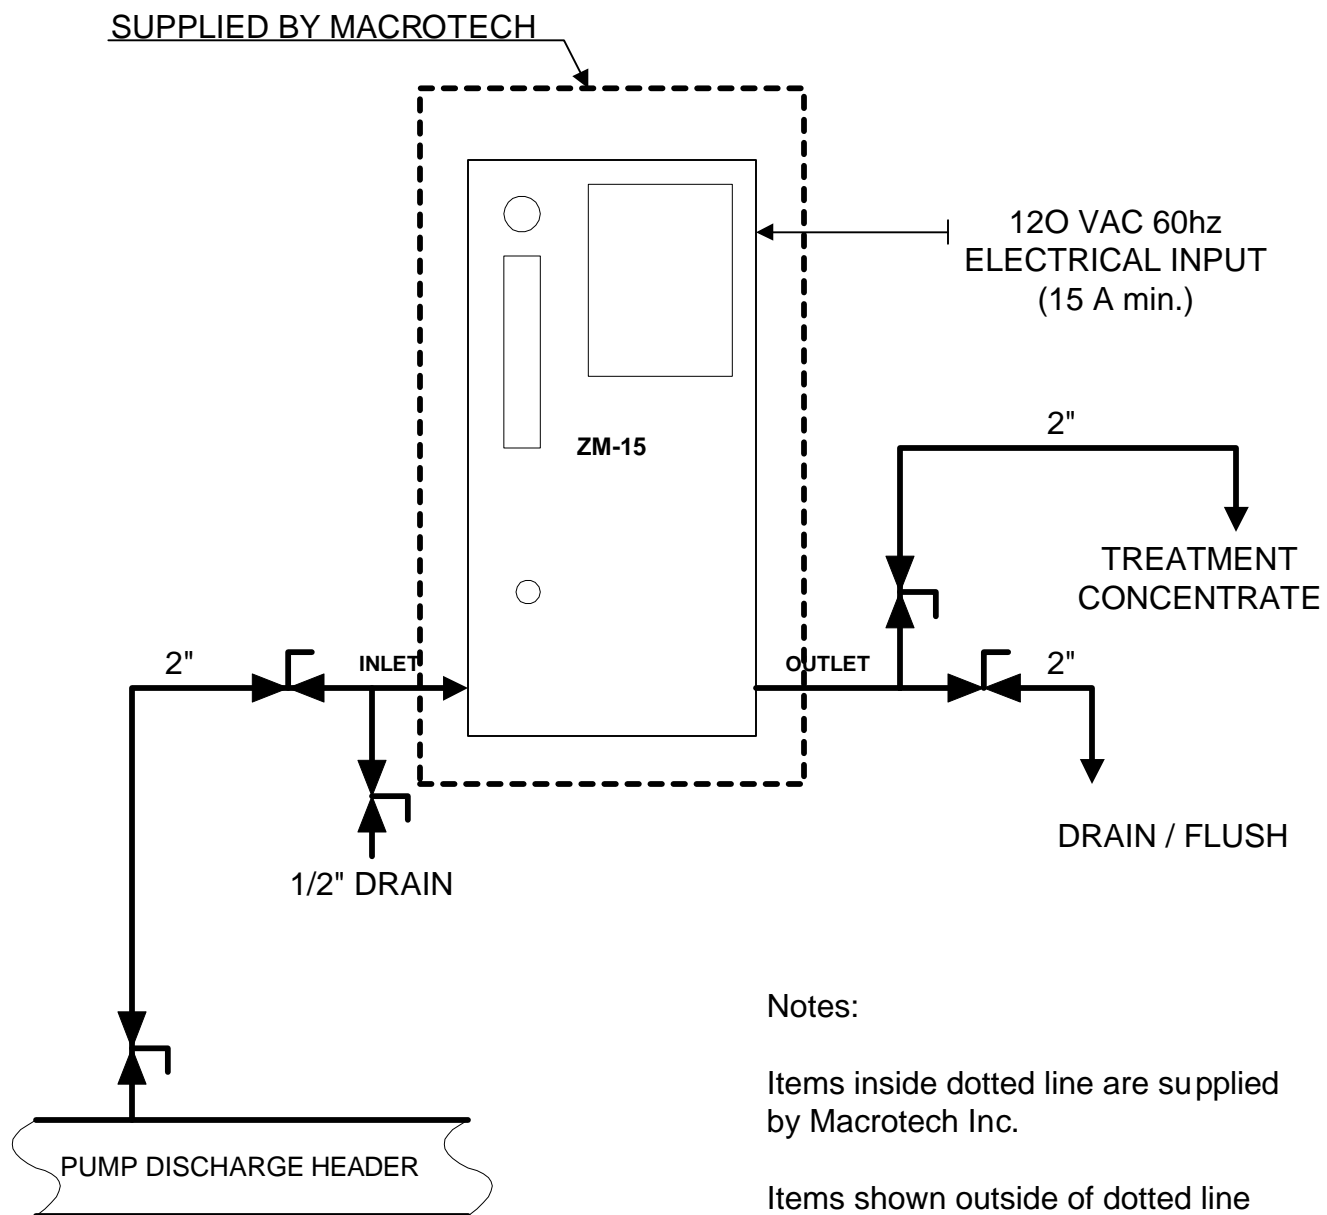 SUPPLIED BY MACROTECH
12O VAC 60hz
ELECTRICAL INPUT
(15 A min.)
ZM-15
2"
TREATMENT
CONCENTRATE
2"
INLET
OUTLET
2"
DRAIN / FLUSH
1/2" DRAIN
Notes:
Items inside dotted line are supplied
by Macrotech Inc.
PUMP DISCHARGE HEADER
Items shown outside of dotted line